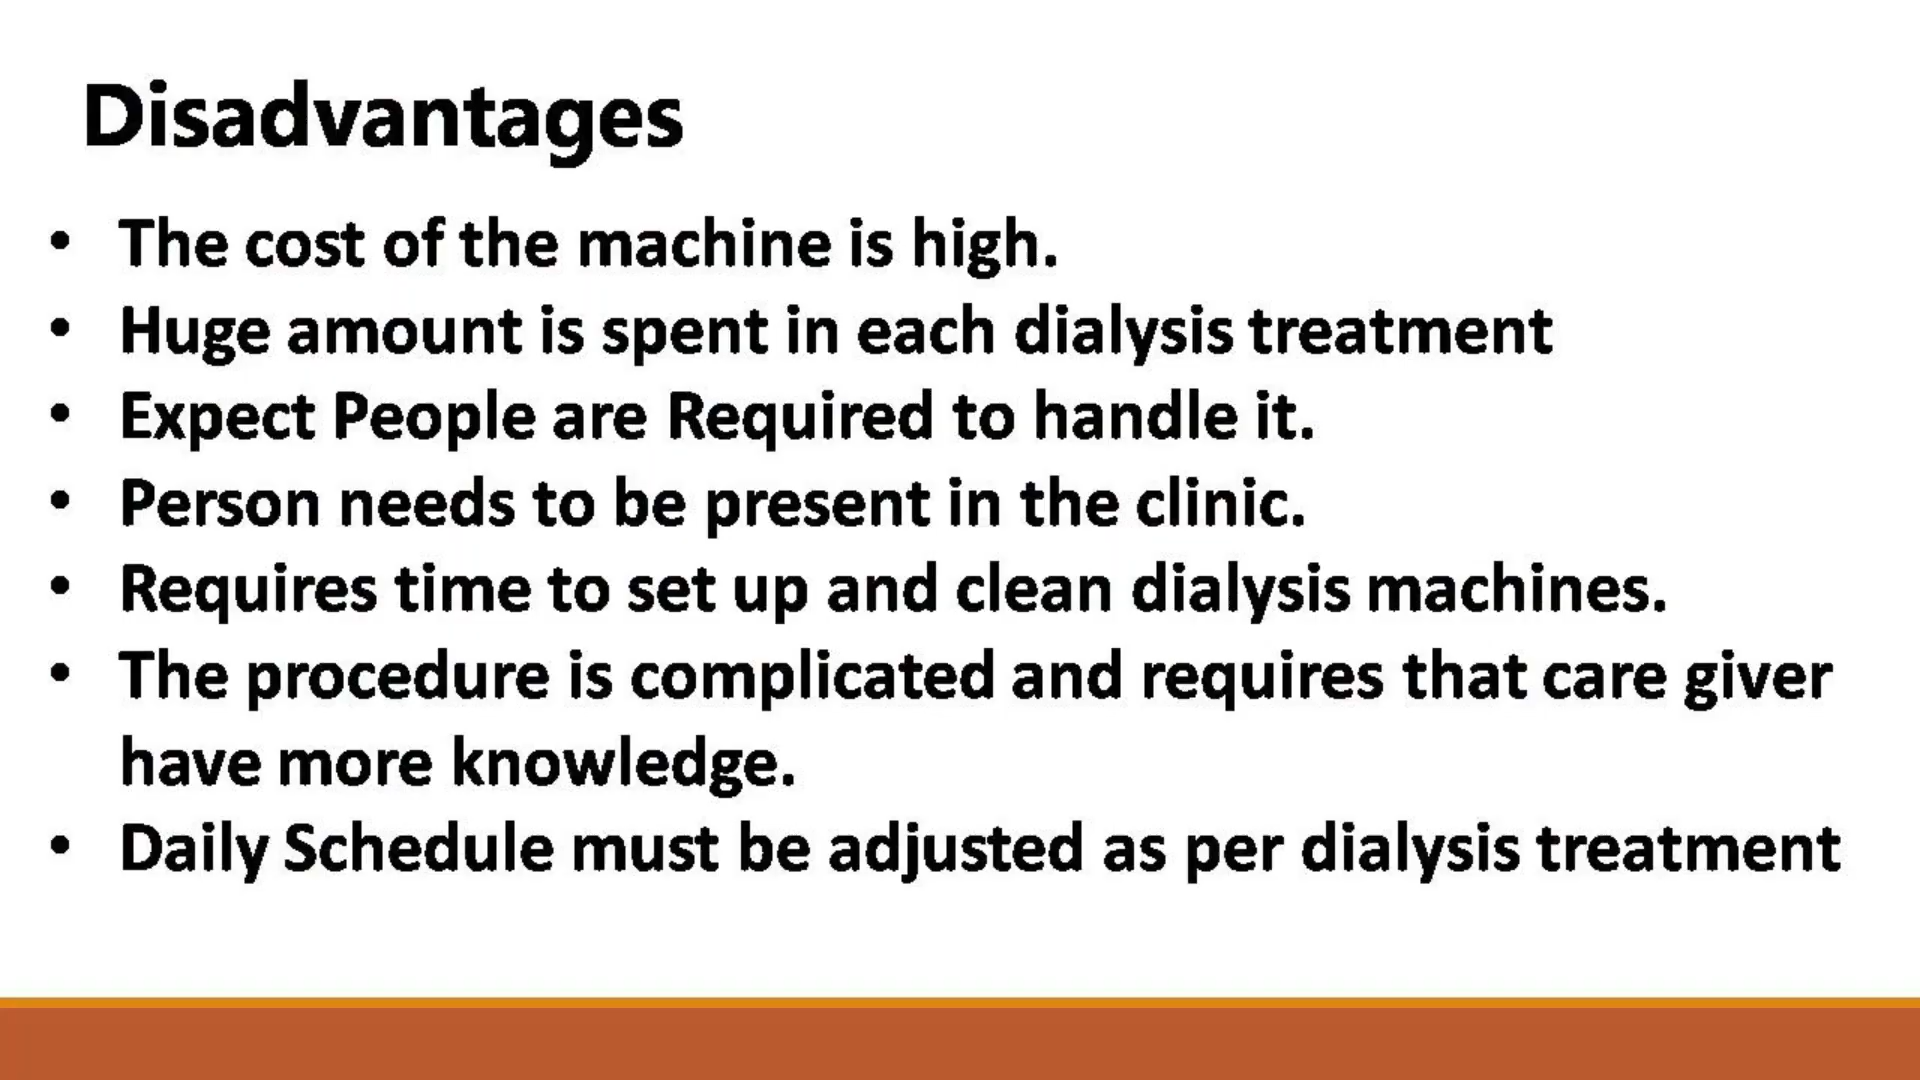 Disadvantages
• The cost of the machine is high.
• Huge amount is spent in each dialysis treatment
• Expect People are Required to handle it.
• Person needs to be present in the clinic.
• Requires time to set up and clean dialysis machines.
• The procedure is complicated and requires that care giver
have more knowledge.
• Daily Schedule must be adjusted as per dialysis treatment